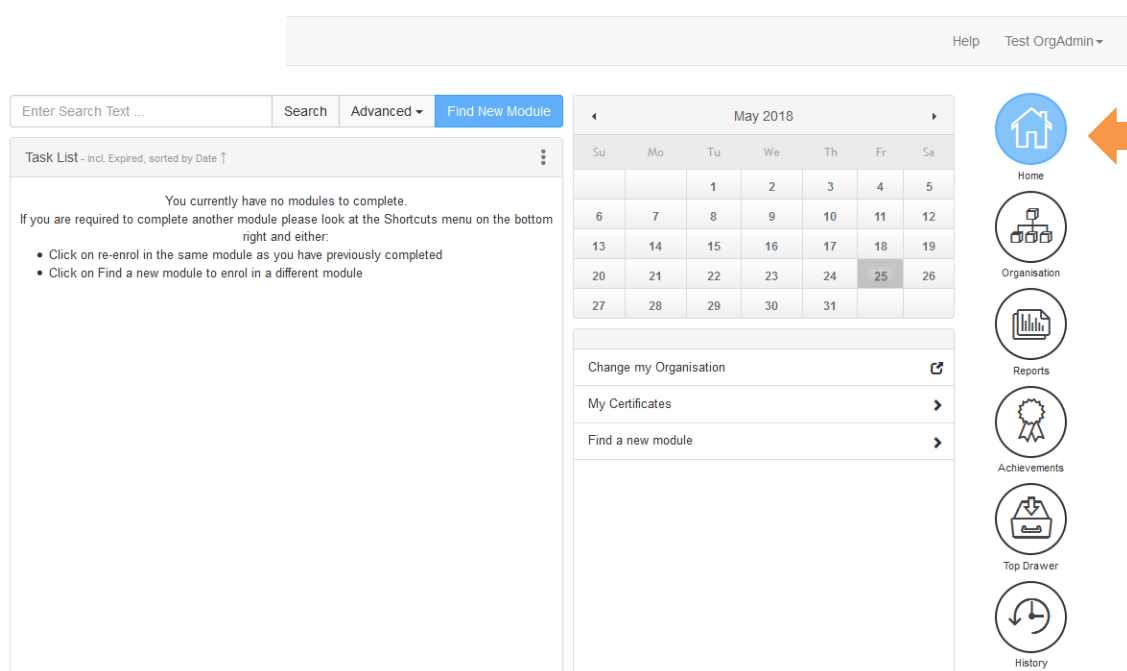 Help Test OrgAdmin
Enter Search Text ... Search Advanced Find New Module
Task List - incl. Expired, sorted by Date ↑
You currently have no modules to complete.
If you are required to complete another module please look at the Shortcuts menu on the bottom
right and either:
• Click on re-enrol in the same module as you have previously completed
• Click on Find a new module to enrol in a different module
May 2018
Su Mo Tu We Th Fr Sa
1 2 3 4 5
6 7 8 9 10 11 12
13 14 15 16 17 18 19
20 21 22 23 24 25 26
27 28 29 30 31
Change my Organisation
My Certificates
Find a new module
Home
Organisation
Reports
Achievements
Top Drawer
History